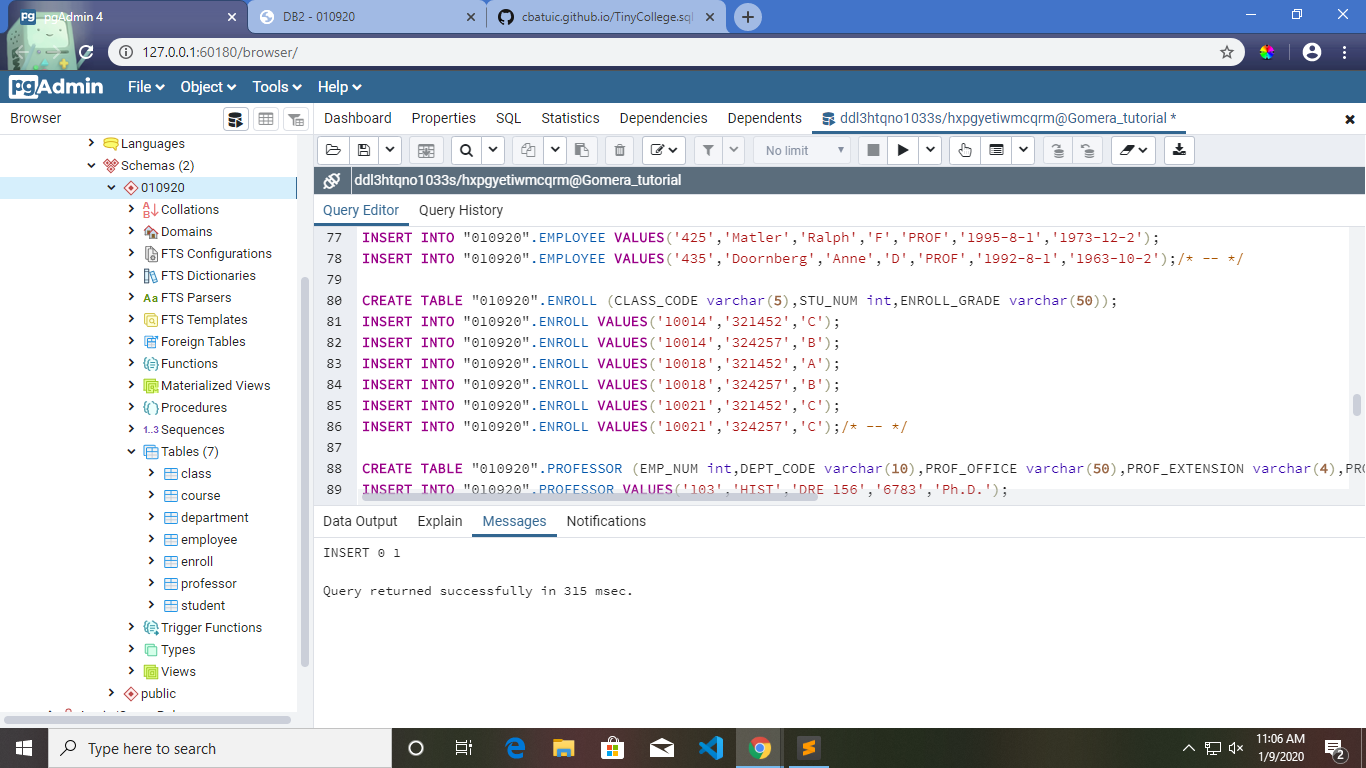 pgAdmin 4
DB2 - 010920
cbatuic.github.io/TinyCollege.sql
127.0.0.1:60180/browser/
pgAdmin File Object Tools Help
Browser
Dashboard Properties SQL Statistics Dependencies Dependents ddl3htqno1033s/hxpgyetiwmcqrm@Gomera_tutorial *
Languages
Schemas (2)
010920
Collations
Domains
FTS Configurations
FTS Dictionaries
Aa FTS Parsers
FTS Templates
Foreign Tables
Functions
Materialized Views
Procedures
1..3 Sequences
Tables (7)
class
course
department
employee
enroll
professor
student
Trigger Functions
Types
Views
public
No limit
ddl3htqno1033s/hxpgyetiwmcqrm@Gomera_tutorial
Query Editor Query History
77 INSERT INTO "010920".EMPLOYEE VALUES('425','Matler','Ralph','F','PROF','1995-8-1','1973-12-2');
78 INSERT INTO "010920".EMPLOYEE VALUES('435','Doornberg','Anne','D','PROF','1992-8-1','1963-10-2');/* -- */
79
80 CREATE TABLE "010920".ENROLL (CLASS_CODE varchar(5),STU_NUM int,ENROLL_GRADE varchar(50));
81 INSERT INTO "010920".ENROLL VALUES('10014','321452','C');
82 INSERT INTO "010920".ENROLL VALUES('10014','324257','B');
83 INSERT INTO "010920".ENROLL VALUES('10018','321452','A');
84 INSERT INTO "010920".ENROLL VALUES('10018','324257','B');
85 INSERT INTO "010920".ENROLL VALUES('10021','321452','C');
86 INSERT INTO "010920".ENROLL VALUES('10021','324257','C');/* -- */
87
88 CREATE TABLE "010920".PROFESSOR (EMP_NUM int,DEPT_CODE varchar(10),PROF_OFFICE varchar(50),PROF_EXTENSION varchar(4),PRO
89 INSERT INTO "010920".PROFESSOR VALUES('103','HIST','DRE 156','6783','Ph.D.');
Data Output Explain Messages Notifications
INSERT 0 1
Query returned successfully in 315 msec.
Type here to search
11:06 AM
1/9/2020
2